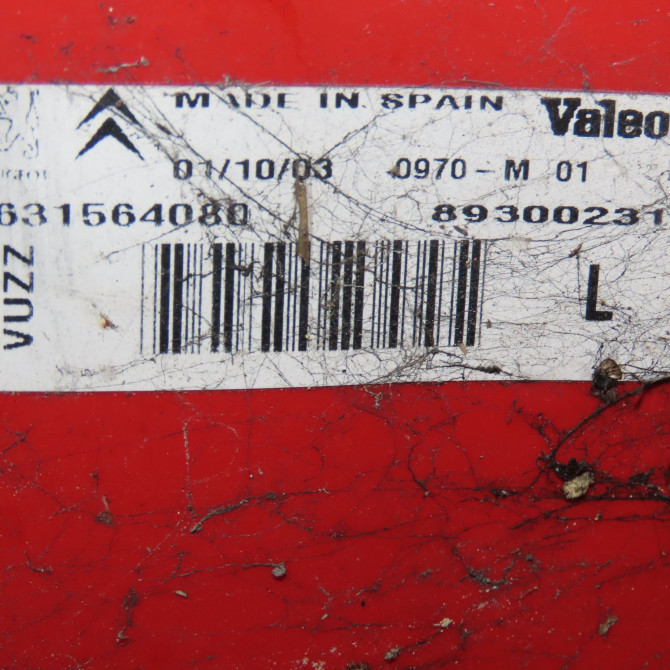 MADE IN SPAIN Valeo
01/10/03 0970-M 01
631564080 89300231
VUZZ
L